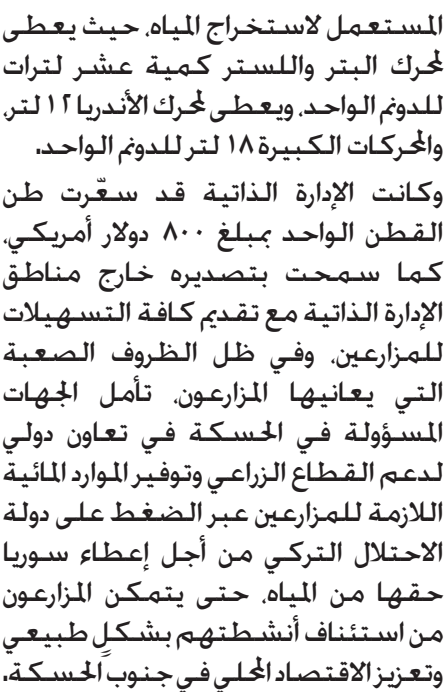 المستعمل لاستخراج المياه، حيث يعطى
لمحرك البتر واللستر كمية عشر لترات
للدونم الواحد، ويعطى لمحرك الأندريا ١٢ لتر،
والمحركات الكبيرة ١٨ لتر للدونم الواحد.
وكانت الإدارة الذاتية قد سعّرت طن
القطن الواحد بمبلغ ٨٠٠ دولار أمريكي،
كما سمحت بتصديره خارج مناطق
الإدارة الذاتية مع تقديم كافة التسهيلات
للمزارعين، وفي ظل الظروف الصعبة
التي يعانيها المزارعون، تأمل الجهات
المسؤولة في الحسكة في تعاون دولي
لدعم القطاع الزراعي وتوفير الموارد المائية
اللازمة للمزارعين عبر الضغط على دولة
الاحتلال التركي من أجل إعطاء سوريا
حقها من المياه، حتى يتمكن المزارعون
من استئناف أنشطتهم بشكلٍ طبيعي
وتعزيز الاقتصاد المحلي في جنوب الحسكة.